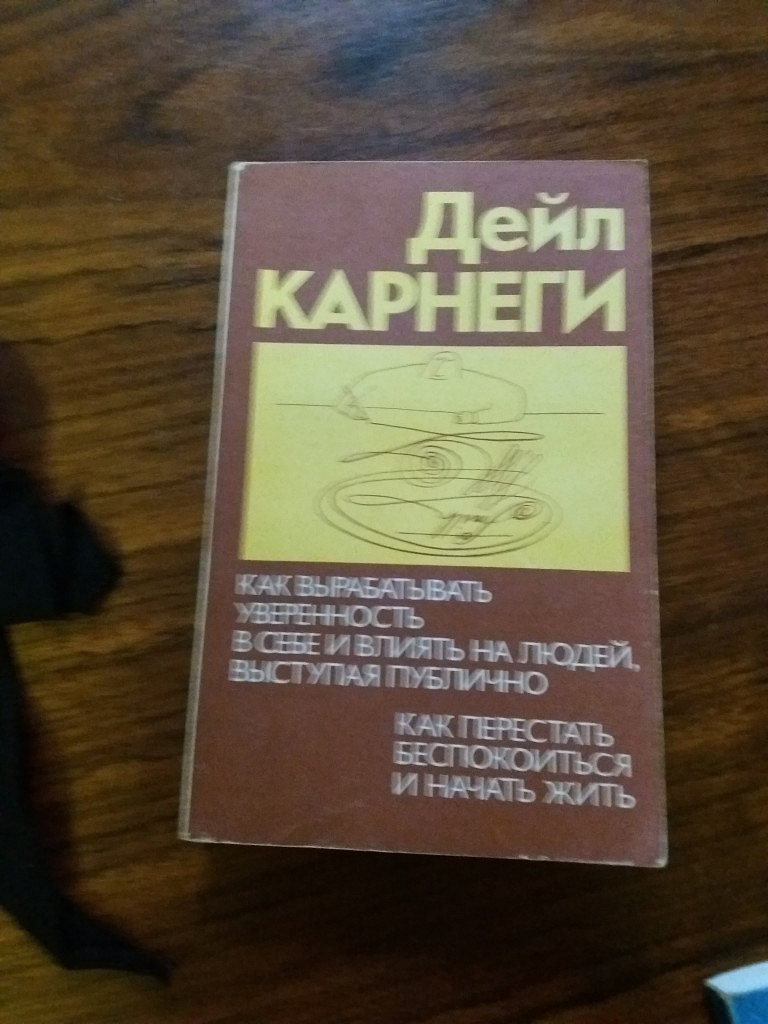 Дейл
КАРНЕГИ
КАК ВЫРАБАТЫВАТЬ
УВЕРЕННОСТЬ
В СЕБЕ И ВЛИЯТЬ НА ЛЮДЕЙ,
ВЫСТУПАЯ ПУБЛИЧНО
КАК ПЕРЕСТАТЬ
БЕСПОКОИТЬСЯ
И НАЧАТЬ ЖИТЬ